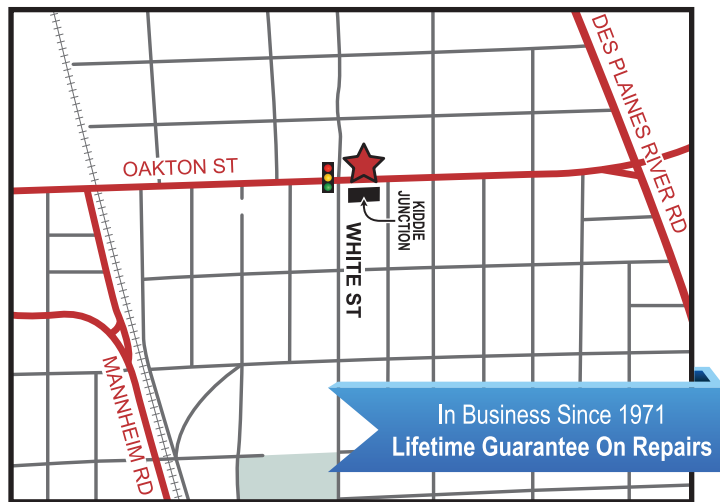 DES PLAINES RIVER RD
OAKTON ST
KIDDIE
JUNCTION
WHITE ST
MANNHEIM RD
In Business Since 1971
Lifetime Guarantee On Repairs